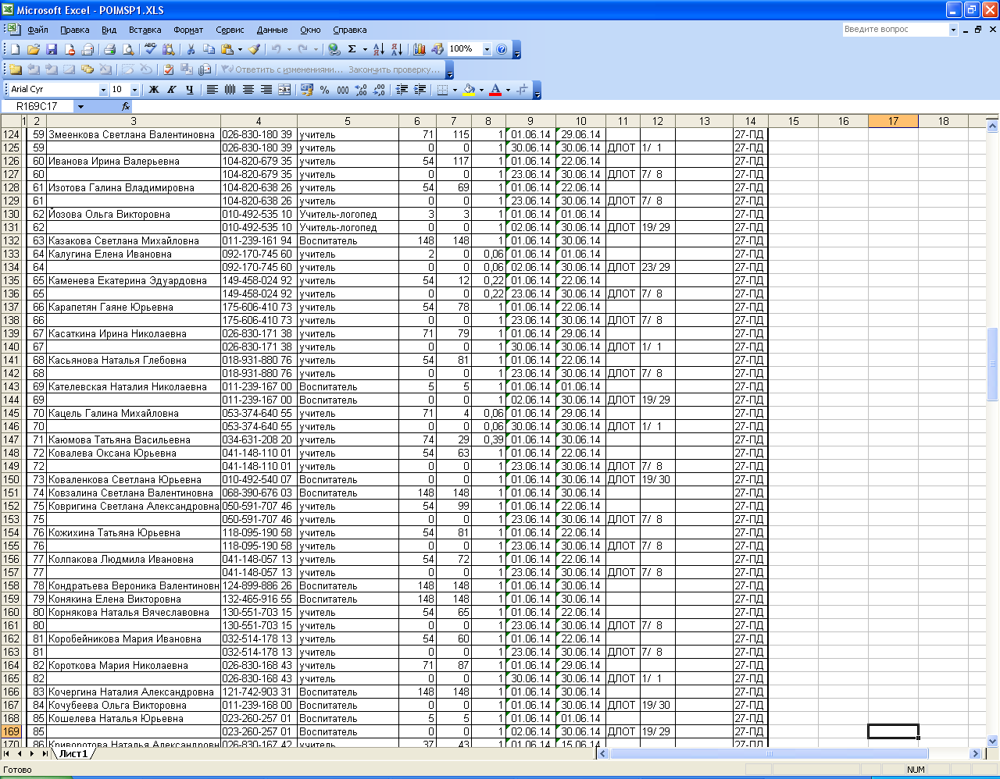 Microsoft Excel - POIMSP1.XLS
Файл Правка Вид Вставка Формат Сервис Данные Окно Справка Введите вопрос
100%
Ответить с изменениями... Закончить проверку...
Arial Cyr 10 Ж К Ч % 000
R169C17 fx
1 2 3 4 5 6 7 8 9 10 11 12 13 14 15 16 17 18
124 59 Змеенкова Светлана Валентиновна 026-830-180 39 учитель 71 115 1 01.06.14 29.06.14 27-ПД
125 59 026-830-180 39 учитель 0 0 1 30.06.14 30.06.14 ДЛОТ 1/ 1 27-ПД
126 60 Иванова Ирина Валерьевна 104-820-679 35 учитель 54 117 1 01.06.14 22.06.14 27-ПД
127 60 104-820-679 35 учитель 0 0 1 23.06.14 30.06.14 ДЛОТ 7/ 8 27-ПД
128 61 Изотова Галина Владимировна 104-820-638 26 учитель 54 69 1 01.06.14 22.06.14 27-ПД
129 61 104-820-638 26 учитель 0 0 1 23.06.14 30.06.14 ДЛОТ 7/ 8 27-ПД
130 62 Йозова Ольга Викторовна 010-492-535 10 Учитель-логопед 3 3 1 01.06.14 01.06.14 27-ПД
131 62 010-492-535 10 Учитель-логопед 0 0 1 02.06.14 30.06.14 ДЛОТ 19/ 29 27-ПД
132 63 Казакова Светлана Михайловна 011-239-161 94 Воспитатель 148 148 1 01.06.14 30.06.14 27-ПД
133 64 Калугина Елена Ивановна 092-170-745 60 учитель 2 0 0,06 01.06.14 01.06.14 27-ПД
134 64 092-170-745 60 учитель 0 0 0,06 02.06.14 30.06.14 ДЛОТ 23/ 29 27-ПД
135 65 Каменева Екатерина Эдуардовна 149-458-024 92 учитель 54 12 0,22 01.06.14 22.06.14 27-ПД
136 65 149-458-024 92 учитель 0 0 0,22 23.06.14 30.06.14 ДЛОТ 7/ 8 27-ПД
137 66 Карапетян Гаяне Юрьевна 175-606-410 73 учитель 54 78 1 01.06.14 22.06.14 27-ПД
138 66 175-606-410 73 учитель 0 0 1 23.06.14 30.06.14 ДЛОТ 7/ 8 27-ПД
139 67 Касаткина Ирина Николаевна 026-830-171 38 учитель 71 79 1 01.06.14 29.06.14 27-ПД
140 67 026-830-171 38 учитель 0 0 1 30.06.14 30.06.14 ДЛОТ 1/ 1 27-ПД
141 68 Касьянова Наталья Глебовна 018-931-880 76 учитель 54 81 1 01.06.14 22.06.14 27-ПД
142 68 018-931-880 76 учитель 0 0 1 23.06.14 30.06.14 ДЛОТ 7/ 8 27-ПД
143 69 Кателевская Наталия Николаевна 011-239-167 00 Воспитатель 5 5 1 01.06.14 01.06.14 27-ПД
144 69 011-239-167 00 Воспитатель 0 0 1 02.06.14 30.06.14 ДЛОТ 19/ 29 27-ПД
145 70 Кацель Галина Михайловна 053-374-640 55 учитель 71 4 0,06 01.06.14 29.06.14 27-ПД
146 70 053-374-640 55 учитель 0 0 0,06 30.06.14 30.06.14 ДЛОТ 1/ 1 27-ПД
147 71 Каюмова Татьяна Васильевна 034-631-208 20 учитель 74 29 0,39 01.06.14 30.06.14 27-ПД
148 72 Ковалева Оксана Юрьевна 041-148-110 01 учитель 54 63 1 01.06.14 22.06.14 27-ПД
149 72 041-148-110 01 учитель 0 0 1 23.06.14 30.06.14 ДЛОТ 7/ 8 27-ПД
150 73 Коваленкова Светлана Юрьевна 010-492-540 07 Воспитатель 0 0 1 01.06.14 30.06.14 ДЛОТ 19/ 30 27-ПД
151 74 Ковзалина Светлана Валентиновна 068-390-676 03 Воспитатель 148 148 1 01.06.14 30.06.14 27-ПД
152 75 Ковригина Светлана Александровна 050-591-707 46 учитель 54 99 1 01.06.14 22.06.14 27-ПД
153 75 050-591-707 46 учитель 0 0 1 23.06.14 30.06.14 ДЛОТ 7/ 8 27-ПД
154 76 Кожихина Татьяна Юрьевна 118-095-190 58 учитель 54 81 1 01.06.14 22.06.14 27-ПД
155 76 118-095-190 58 учитель 0 0 1 23.06.14 30.06.14 ДЛОТ 7/ 8 27-ПД
156 77 Колпакова Людмила Ивановна 041-148-057 13 учитель 54 72 1 01.06.14 22.06.14 27-ПД
157 77 041-148-057 13 учитель 0 0 1 23.06.14 30.06.14 ДЛОТ 7/ 8 27-ПД
158 78 Кондратьева Вероника Валентиновн 124-899-886 26 Воспитатель 148 148 1 01.06.14 30.06.14 27-ПД
159 79 Конякина Елена Викторовна 132-465-916 55 Воспитатель 148 148 1 01.06.14 30.06.14 27-ПД
160 80 Корнякова Наталья Вячеславовна 130-551-703 15 учитель 54 65 1 01.06.14 22.06.14 27-ПД
161 80 130-551-703 15 учитель 0 0 1 23.06.14 30.06.14 ДЛОТ 7/ 8 27-ПД
162 81 Коробейникова Мария Ивановна 032-514-178 13 учитель 54 60 1 01.06.14 22.06.14 27-ПД
163 81 032-514-178 13 учитель 0 0 1 23.06.14 30.06.14 ДЛОТ 7/ 8 27-ПД
164 82 Короткова Мария Николаевна 026-830-168 43 учитель 71 87 1 01.06.14 29.06.14 27-ПД
165 82 026-830-168 43 учитель 0 0 1 30.06.14 30.06.14 ДЛОТ 1/ 1 27-ПД
166 83 Кочергина Наталия Александровна 121-742-903 31 Воспитатель 148 148 1 01.06.14 30.06.14 27-ПД
167 84 Кочубеева Ольга Викторовна 011-239-168 00 Воспитатель 0 0 1 01.06.14 30.06.14 ДЛОТ 19/ 30 27-ПД
168 85 Кошелева Наталья Юрьевна 023-260-257 01 Воспитатель 5 5 1 01.06.14 01.06.14 27-ПД
169 85 023-260-257 01 Воспитатель 0 0 1 02.06.14 30.06.14 ДЛОТ 19/ 29 27-ПД
170 86 Криворотова Наталья Александровн 026-830-167 42 учитель 37 43 1 01.06.14 15.06.14 27-ПД
Лист1
Готово NUM